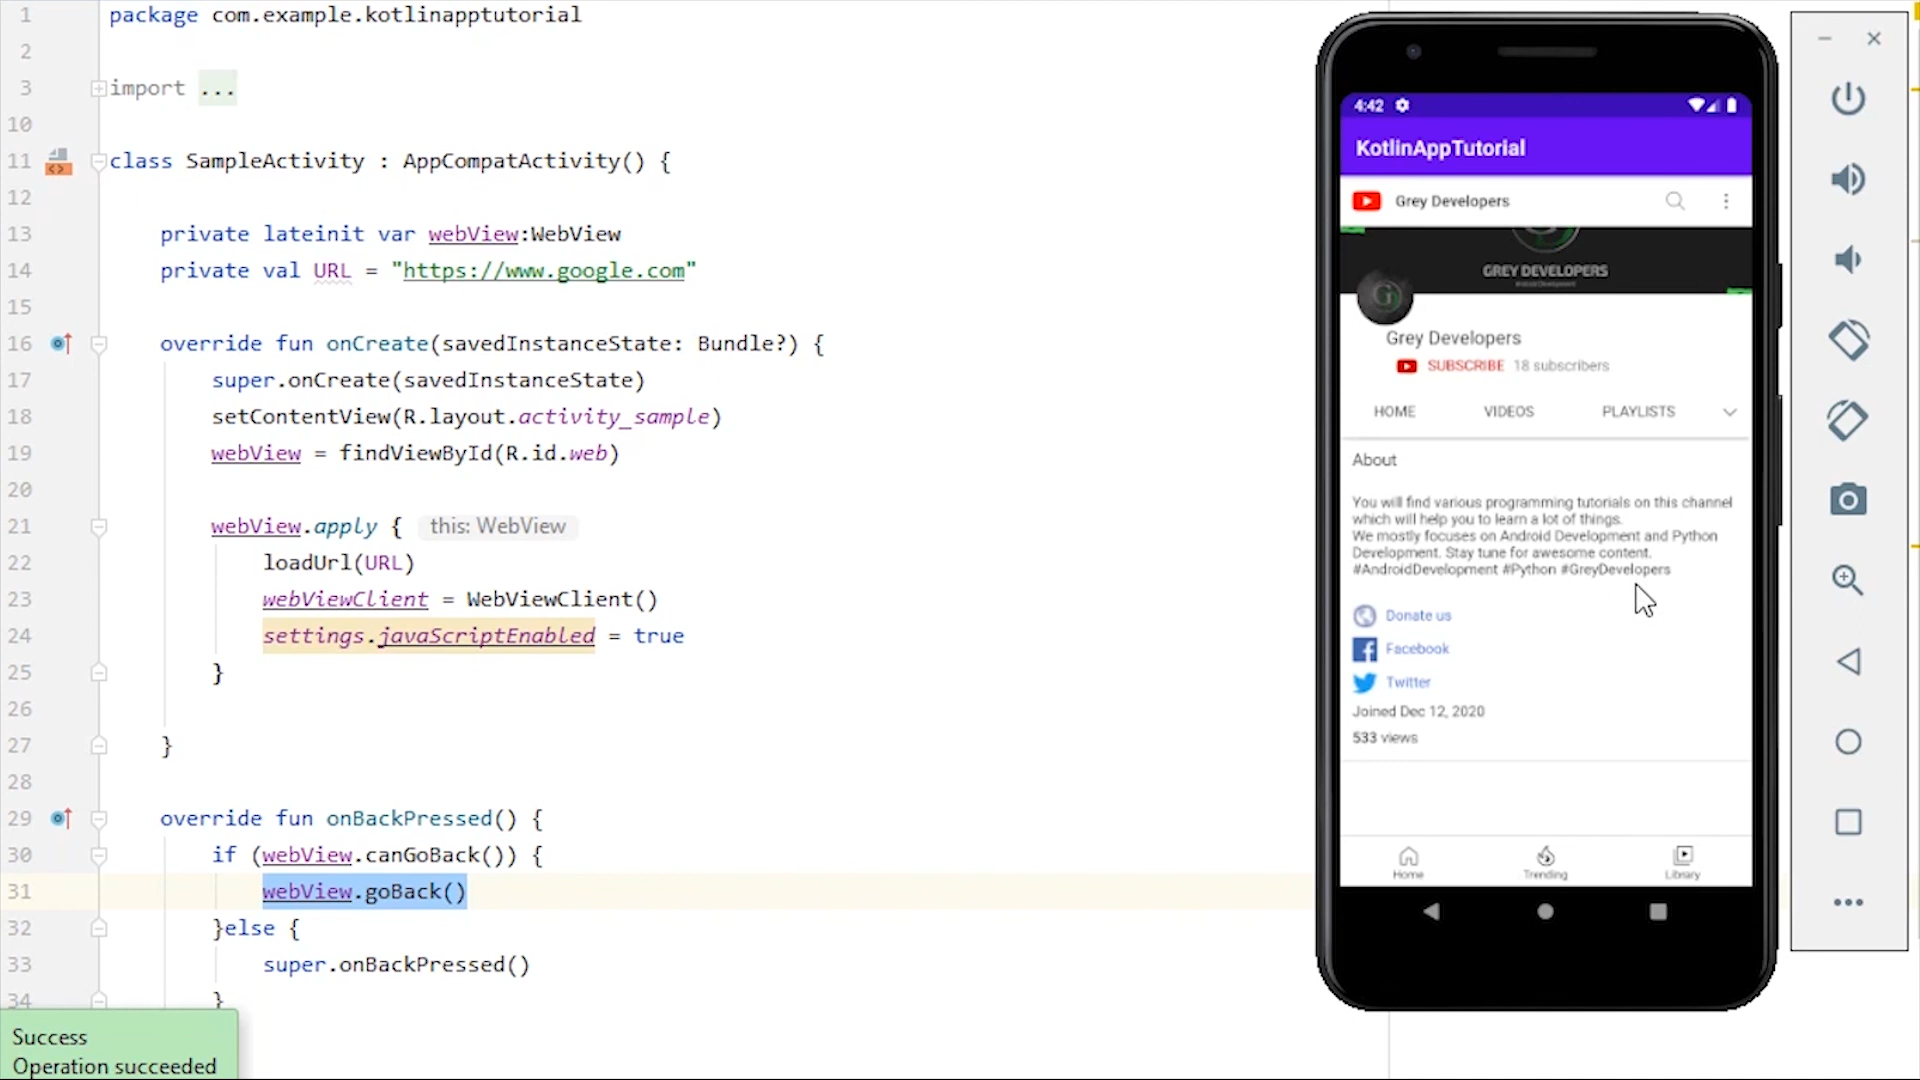 1 package com.example.kotlinapptutorial
2
3 import ...
10
11 class SampleActivity : AppCompatActivity() {
12
13 private lateinit var webView:WebView
14 private val URL = "https://www.google.com"
15
16 override fun onCreate(savedInstanceState: Bundle?) {
17 super.onCreate(savedInstanceState)
18 setContentView(R.layout.activity_sample)
19 webView = findViewById(R.id.web)
20
21 webView.apply { this: WebView
22 loadUrl(URL)
23 webViewClient = WebViewClient()
24 settings.javaScriptEnabled = true
25 }
26
27 }
28
29 override fun onBackPressed() {
30 if (webView.canGoBack()) {
31 webView.goBack()
32 }else {
33 super.onBackPressed()
34 }
Success
Operation succeeded
4:42
KotlinAppTutorial
Grey Developers
GREY DEVELOPERS
Grey Developers
SUBSCRIBE 18 subscribers
HOME VIDEOS PLAYLISTS
About
You will find various programming tutorials on this channel
which will help you to learn a lot of things.
We mostly focuses on Android Development and Python
Development. Stay tune for awesome content.
#AndroidDevelopment #Python #GreyDevelopers
Donate us
Facebook
Twitter
Joined Dec 12, 2020
533 views
Home Trending Library